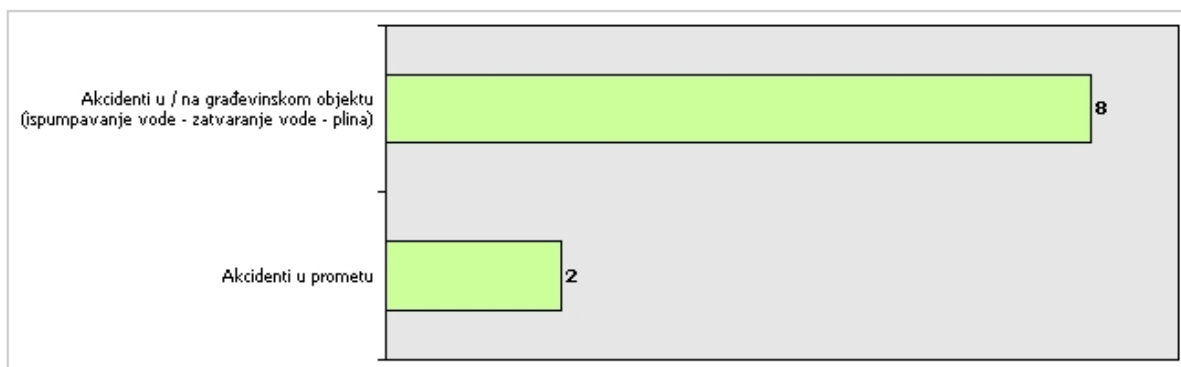 Akcidenti u / na građevinskom objektu
(ispumpavanje vode - zatvaranje vode - plina)
8
Akcidenti u prometu
2